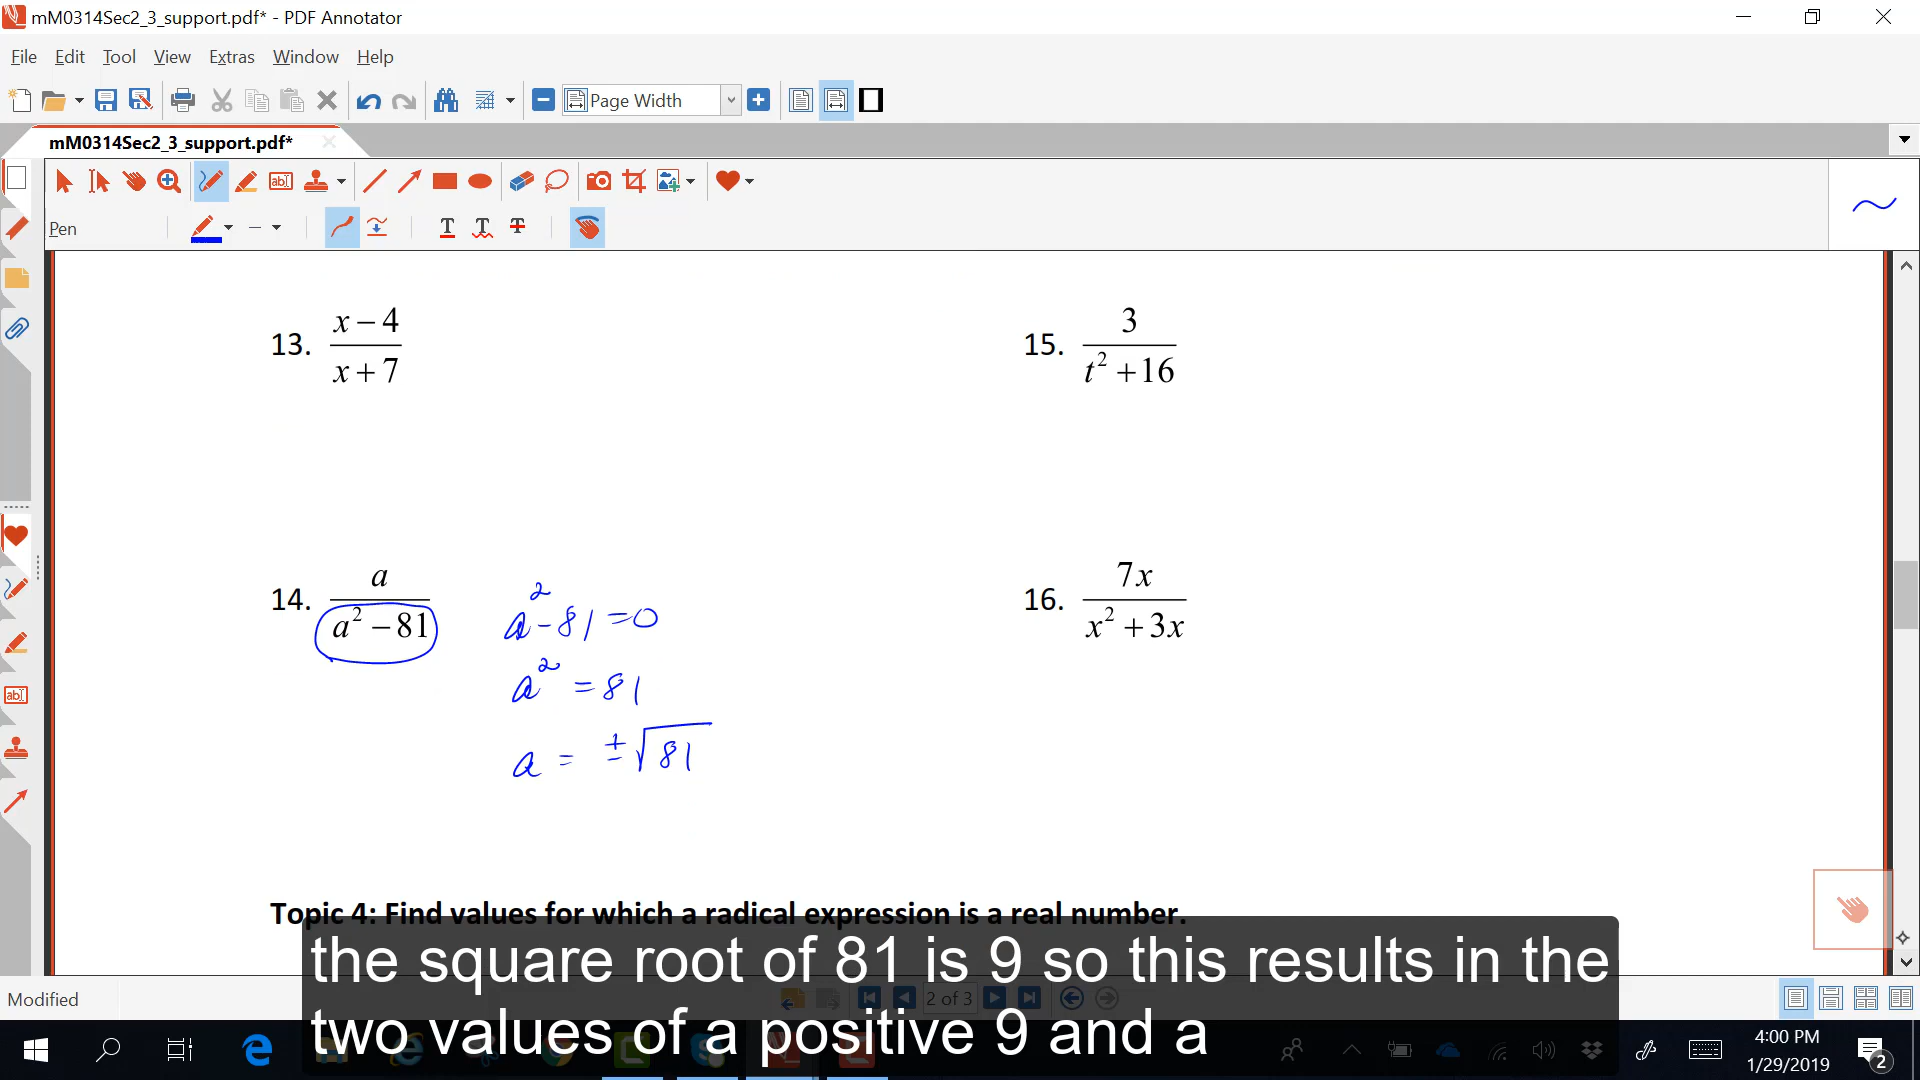 mM0314Sec2_3_support.pdf* - PDF Annotator
File Edit Tool View Extras Window Help
Page Width
mM0314Sec2_3_support.pdf*
Pen
13. x − 4 / x + 7
15. 3 / t² + 16
14. a / a² − 81
a² - 81 = 0
a² = 81
a = ±√81
16. 7x / x² + 3x
Topic 4: Find values for which a radical expression is a real number.
the square root of 81 is 9 so this results in the
two values of a positive 9 and a
Modified
2 of 3
4:00 PM
1/29/2019
2